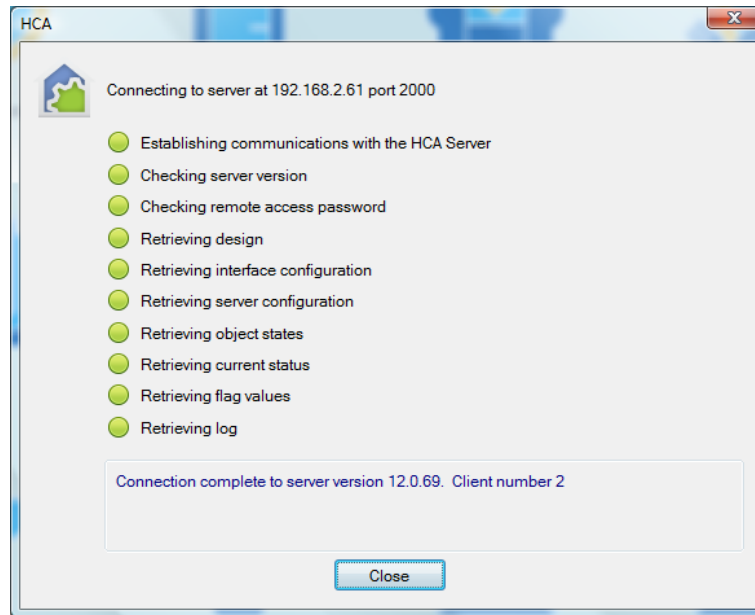 HCA
Connecting to server at 192.168.2.61 port 2000
Establishing communications with the HCA Server
Checking server version
Checking remote access password
Retrieving design
Retrieving interface configuration
Retrieving server configuration
Retrieving object states
Retrieving current status
Retrieving flag values
Retrieving log
Connection complete to server version 12.0.69.  Client number 2
Close